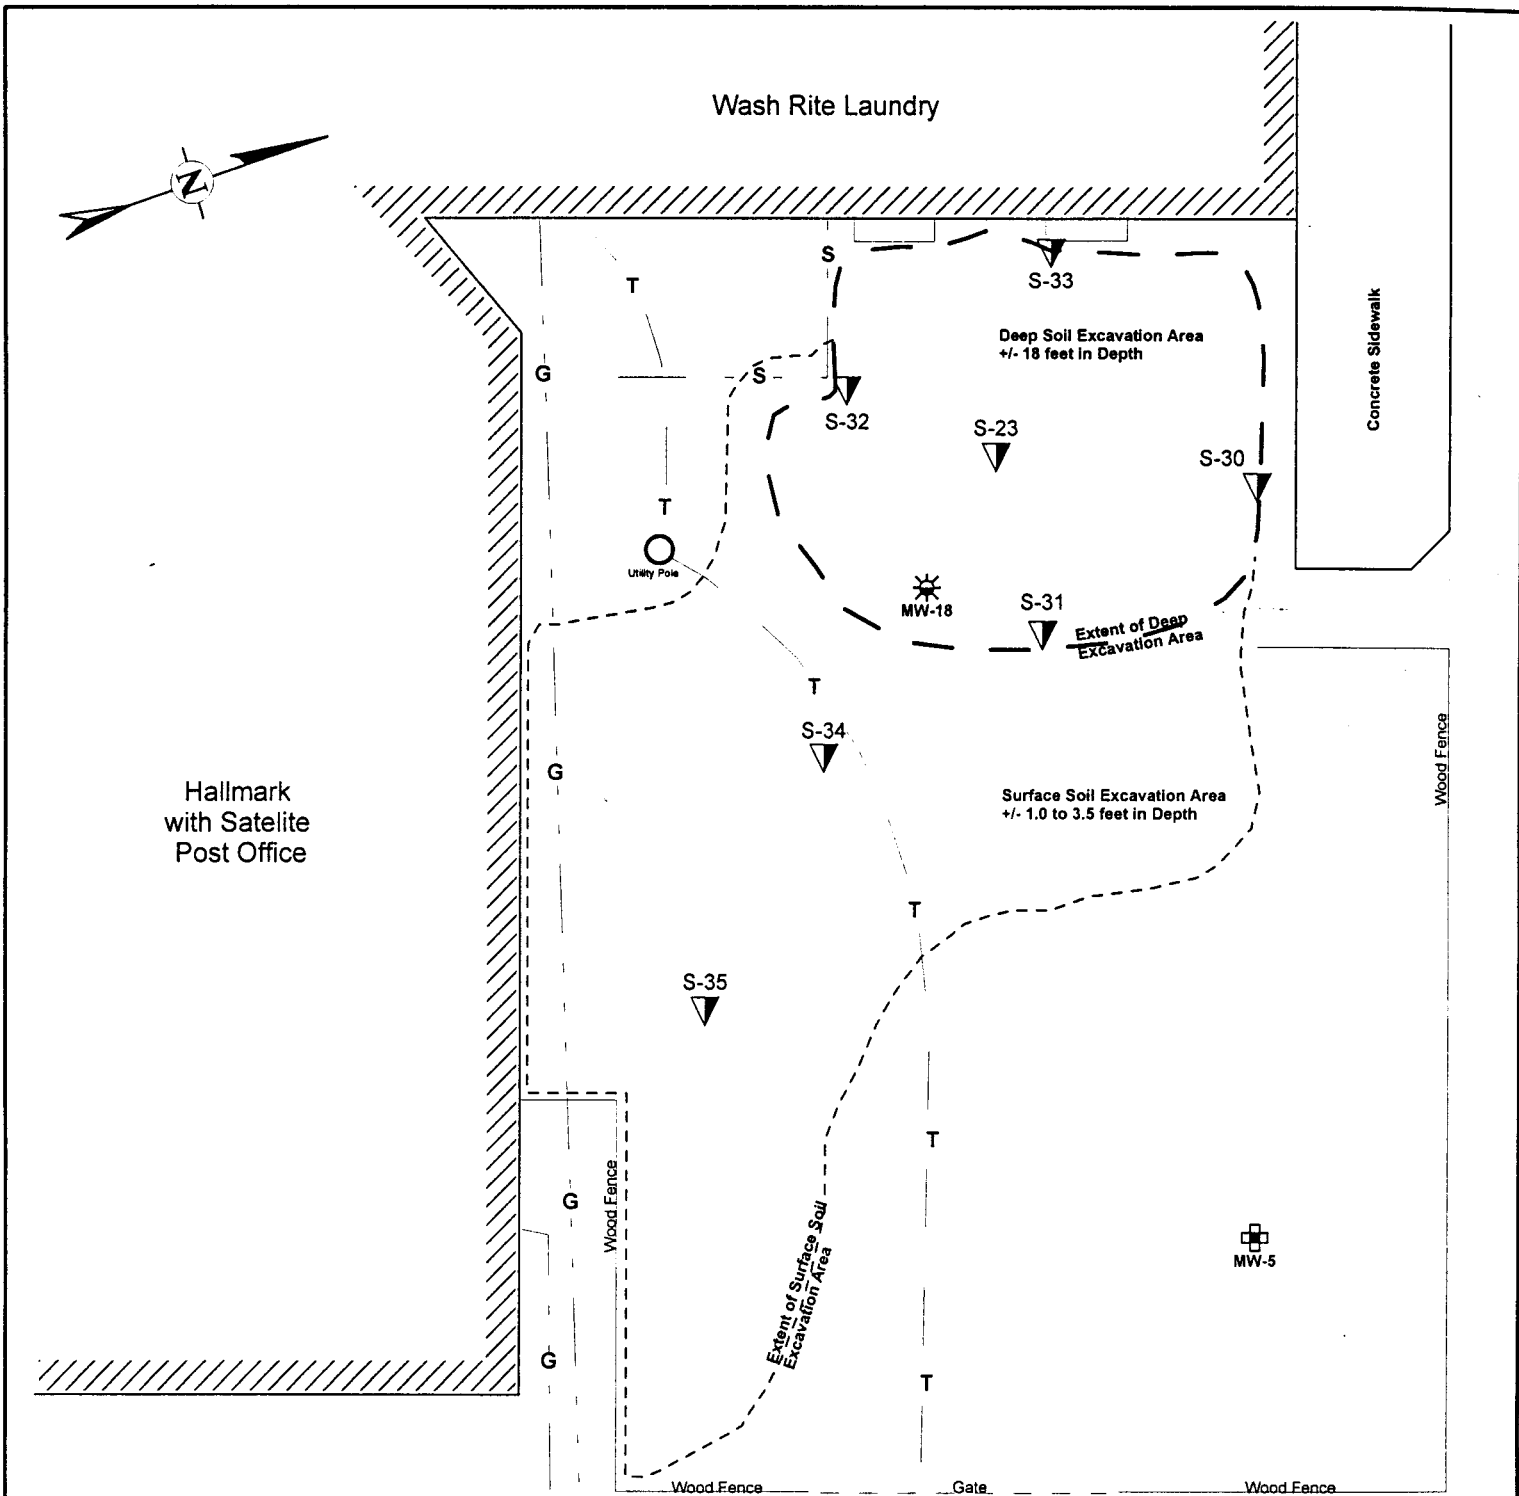 Wash Rite Laundry
N
S
S-33
T
Deep Soil Excavation Area
+/- 18 feet in Depth
Concrete Sidewalk
G
S
S-32
S-23
S-30
T
Utility Pole
MW-18
S-31
Extent of Deep
Excavation Area
T
S-34
Wood Fence
G
Hallmark
with Satelite
Post Office
Surface Soil Excavation Area
+/- 1.0 to 3.5 feet in Depth
T
S-35
T
Wood Fence
G
Extent of Surface Soil
Excavation Area
MW-5
G
T
Wood Fence
Gate
Wood Fence